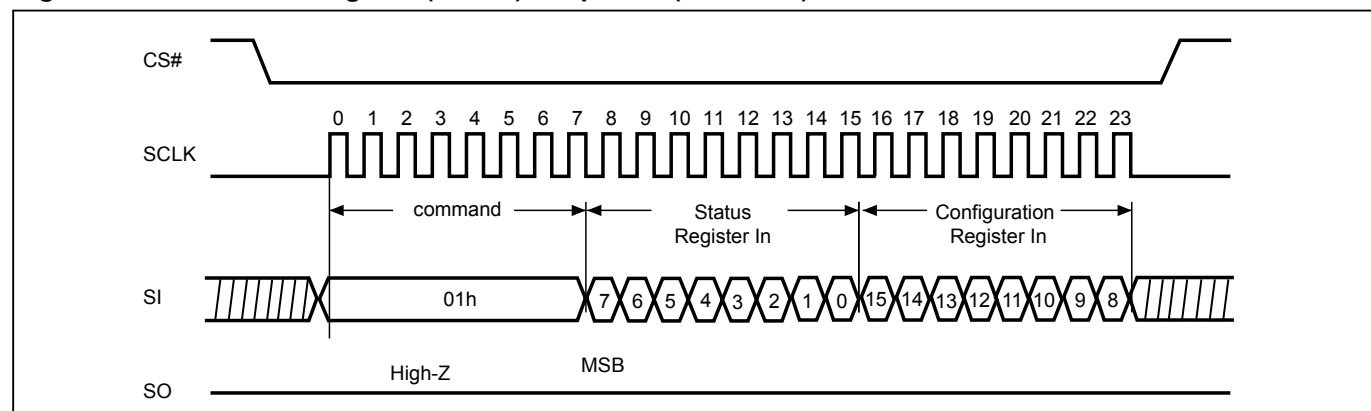 CS#
0 1 2 3 4 5 6 7 8 9 10 11 12 13 14 15 16 17 18 19 20 21 22 23
SCLK
command
Status
Register In
Configuration
Register In
SI
01h
7 6 5 4 3 2 1 0 15 14 13 12 11 10 9 8
High-Z
MSB
SO